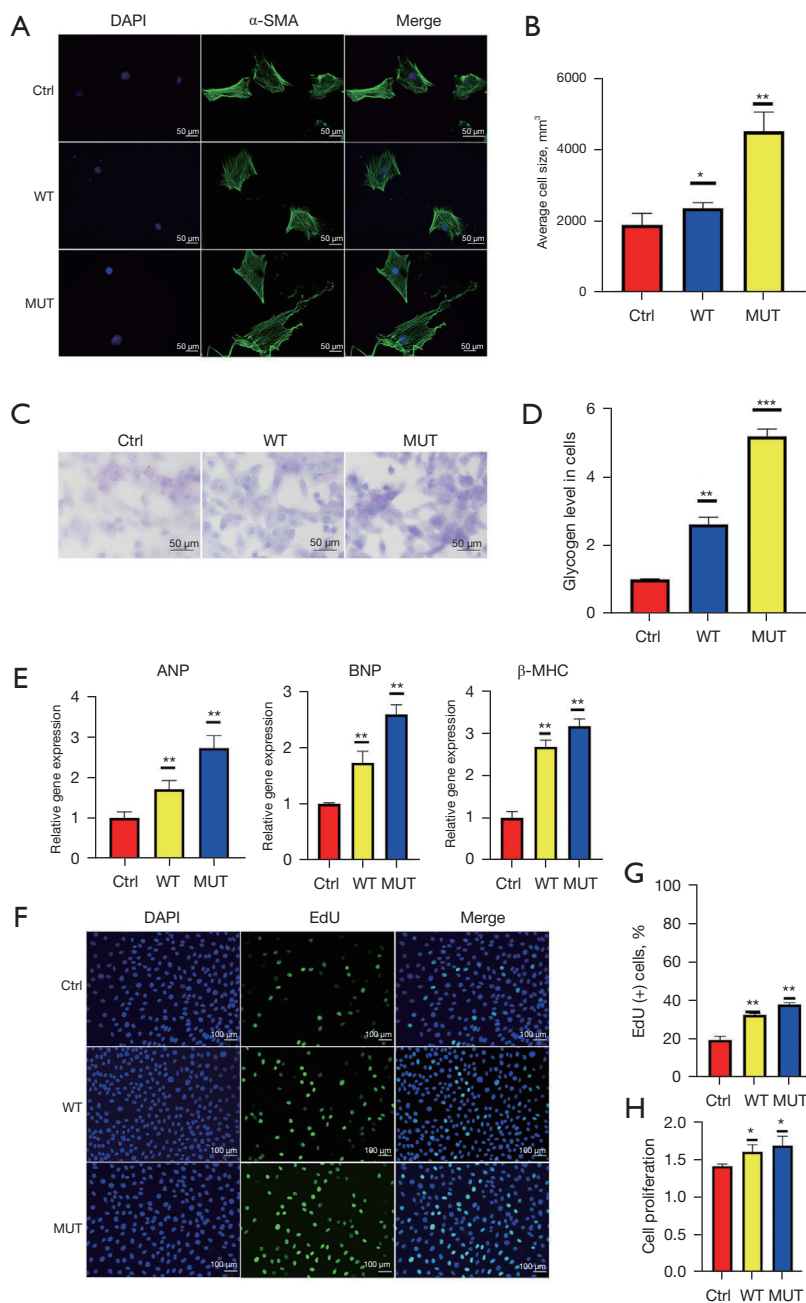 A
DAPI α-SMA Merge
Ctrl
50 μm 50 μm 50 μm
WT
50 μm 50 μm 50 μm
MUT
50 μm 50 μm 50 μm
B
Average cell size, mm³
6000
4000
2000
0
* **
Ctrl WT MUT
C
Ctrl WT MUT
50 μm 50 μm 50 μm
D
Glycogen level in cells
6
4
2
0
** ***
Ctrl WT MUT
E
ANP
Relative gene expression
4
3
2
1
0
** **
Ctrl WT MUT
BNP
Relative gene expression
3
2
1
0
** **
Ctrl WT MUT
β-MHC
Relative gene expression
4
3
2
1
0
** **
Ctrl WT MUT
F
DAPI EdU Merge
Ctrl
100 μm 100 μm 100 μm
WT
100 μm 100 μm 100 μm
MUT
100 μm 100 μm 100 μm
G
EdU (+) cells, %
100
80
60
40
20
0
** **
Ctrl WT MUT
H
Cell proliferation
2.0
1.5
1.0
0.5
0.0
* *
Ctrl WT MUT